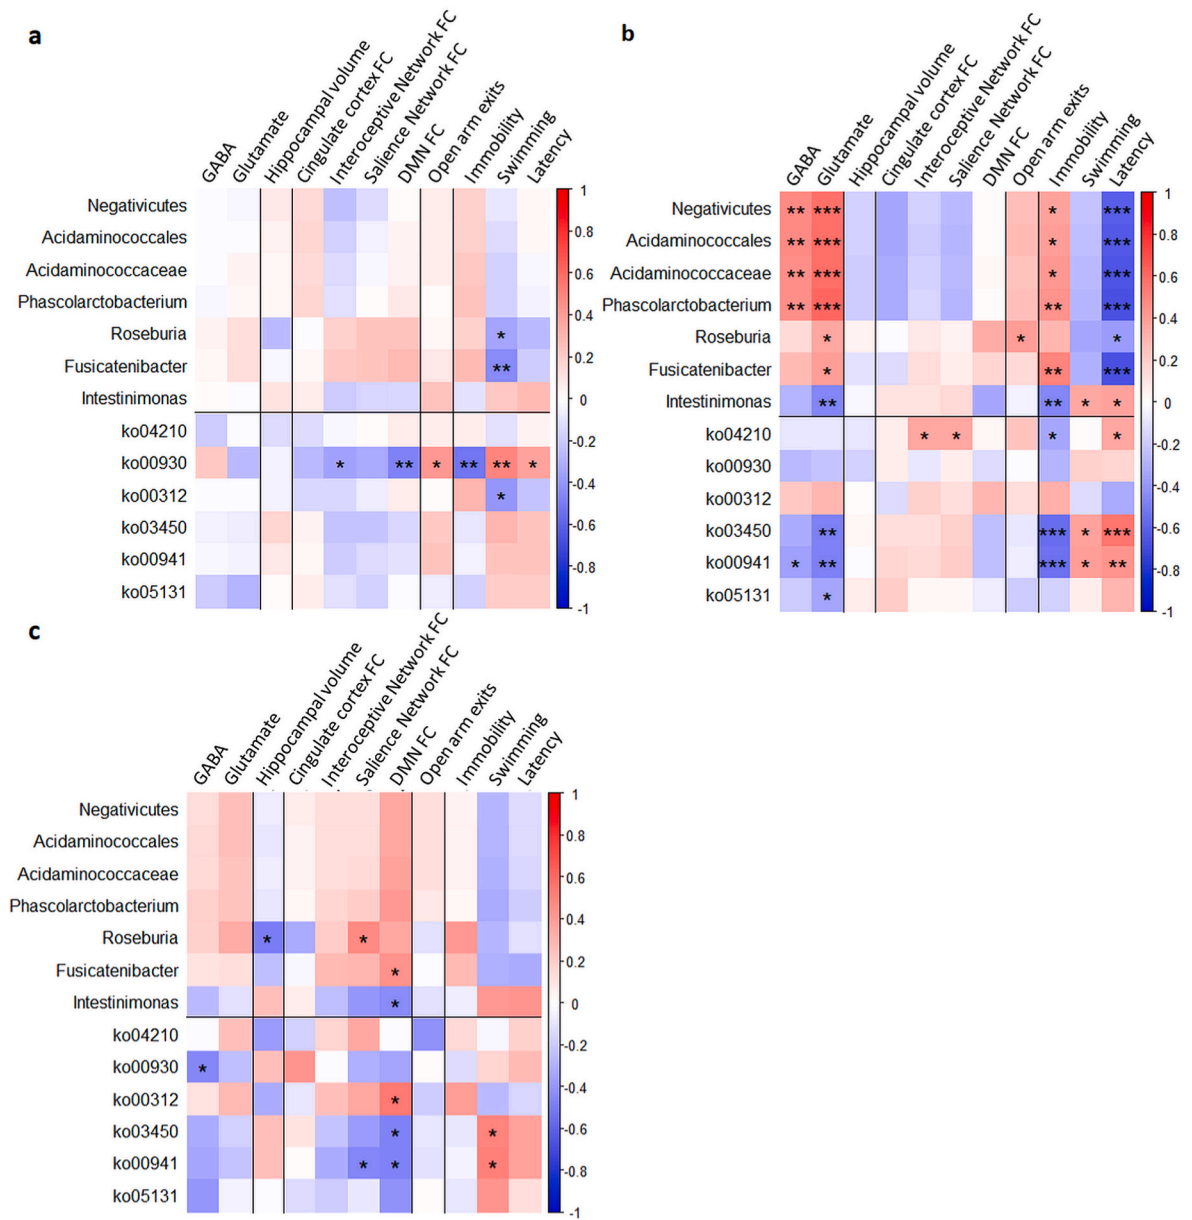 a
GABA
Glutamate
Hippocampal volume
Cingulate cortex FC
Interoceptive Network FC
Salience Network FC
DMN FC
Open arm exits
Immobility
Swimming
Latency
Negativicutes
Acidaminococcales
Acidaminococcaceae
Phascolarctobacterium
Roseburia *
Fusicatenibacter **
Intestinimonas
ko04210
ko00930 * ** * ** ** *
ko00312 *
ko03450
ko00941
ko05131
1
0.8
0.6
0.4
0.2
0
-0.2
-0.4
-0.6
-0.8
-1
b
GABA
Glutamate
Hippocampal volume
Cingulate cortex FC
Interoceptive Network FC
Salience Network FC
DMN FC
Open arm exits
Immobility
Swimming
Latency
Negativicutes ** *** * ***
Acidaminococcales ** *** * ***
Acidaminococcaceae ** *** * ***
Phascolarctobacterium ** *** ** ***
Roseburia * * *
Fusicatenibacter * ** ***
Intestinimonas ** ** * *
ko04210 * * * *
ko00930
ko00312
ko03450 ** *** * ***
ko00941 * ** *** * **
ko05131 *
1
0.8
0.6
0.4
0.2
0
-0.2
-0.4
-0.6
-0.8
-1
c
GABA
Glutamate
Hippocampal volume
Cingulate cortex FC
Interoceptive Network FC
Salience Network FC
DMN FC
Open arm exits
Immobility
Swimming
Latency
Negativicutes
Acidaminococcales
Acidaminococcaceae
Phascolarctobacterium
Roseburia * *
Fusicatenibacter *
Intestinimonas *
ko04210
ko00930 *
ko00312 *
ko03450 * *
ko00941 * * *
ko05131
1
0.8
0.6
0.4
0.2
0
-0.2
-0.4
-0.6
-0.8
-1